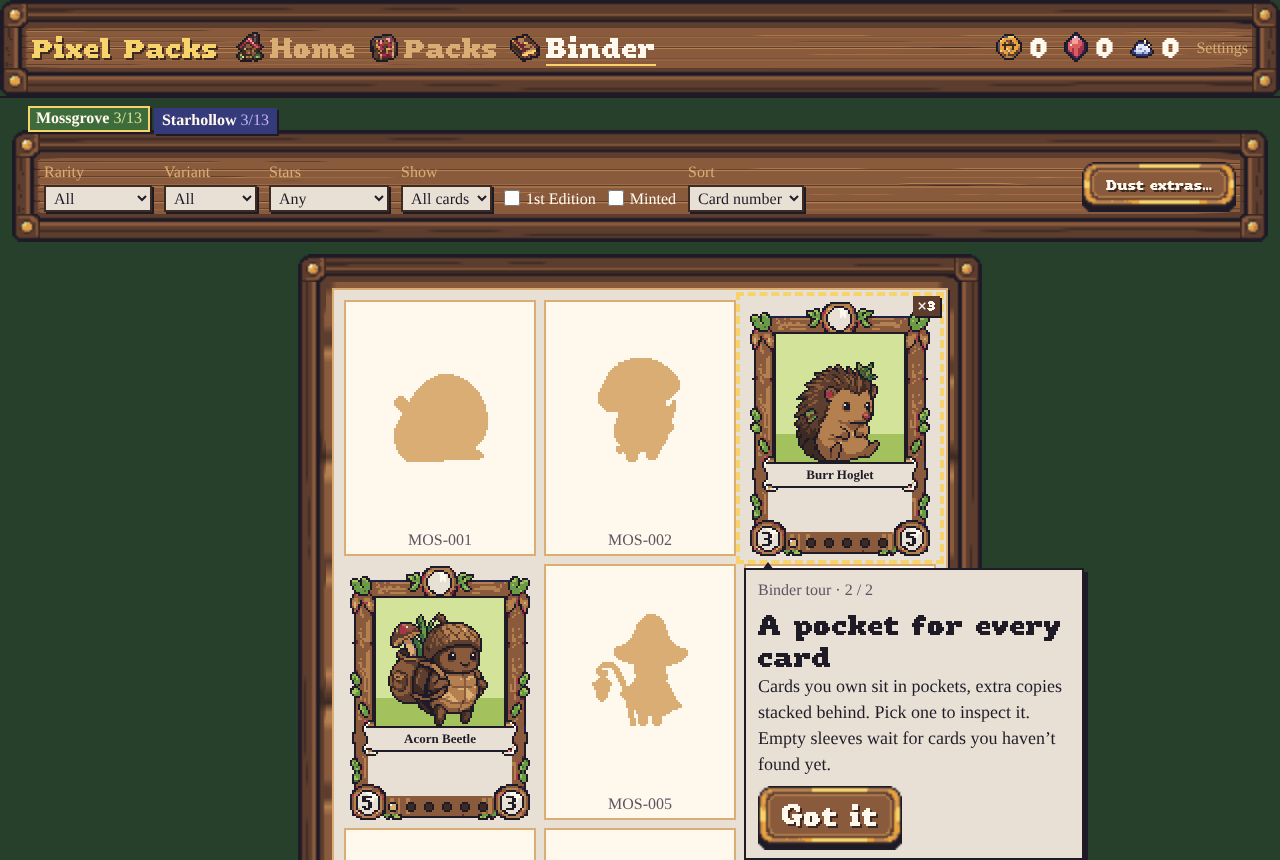 Pixel Packs Home Packs Binder 0 0 0 Settings
Mossgrove 3/13 Starhollow 3/13
Rarity Variant Stars Show Sort
All All Any All cards 1st Edition Minted Card number Dust extras...
×3
Burr Hoglet
MOS-001 MOS-002 3 5
Binder tour · 2 / 2
A pocket for every
card
Cards you own sit in pockets, extra copies
stacked behind. Pick one to inspect it.
Empty sleeves wait for cards you haven’t
found yet.
Got it
Acorn Beetle
5 3 MOS-005